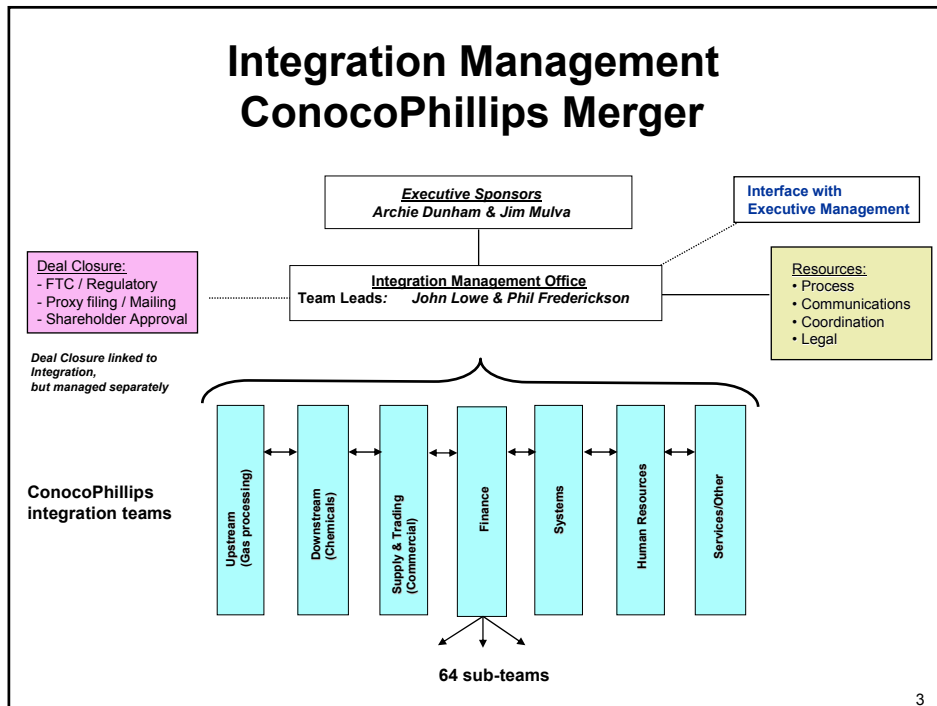 Integration Management
ConocoPhillips Merger
Executive Sponsors
Archie Dunham & Jim Mulva
Interface with
Executive Management
Deal Closure:
- FTC / Regulatory
- Proxy filing / Mailing
- Shareholder Approval
Integration Management Office
Team Leads: John Lowe & Phil Frederickson
Resources:
• Process
• Communications
• Coordination
• Legal
Deal Closure linked to
Integration,
but managed separately
ConocoPhillips
integration teams
Upstream
(Gas processing)
Downstream
(Chemicals)
Supply & Trading
(Commercial)
Finance
Systems
Human Resources
Services/Other
64 sub-teams
3